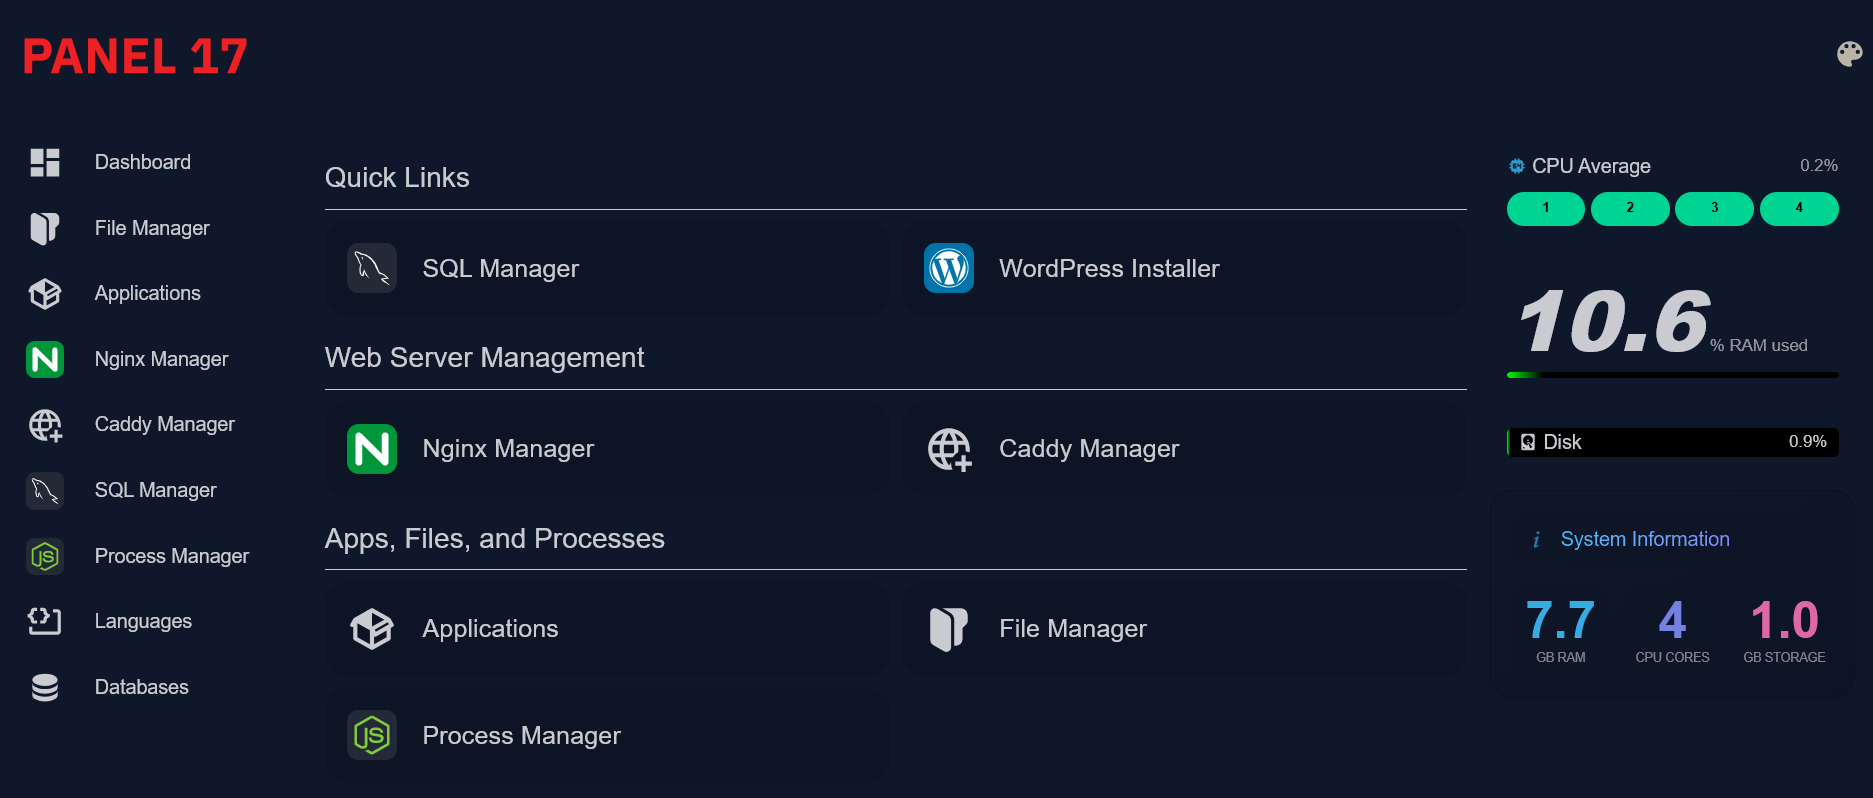 PANEL 17
Dashboard
File Manager
Applications
Nginx Manager
Caddy Manager
SQL Manager
Process Manager
Languages
Databases
Quick Links
SQL Manager
WordPress Installer
Web Server Management
Nginx Manager
Caddy Manager
Apps, Files, and Processes
Applications
File Manager
Process Manager
CPU Average 0.2%
1 2 3 4
10.6 % RAM used
Disk 0.9%
System Information
7.7 4 1.0
GB RAM CPU CORES GB STORAGE